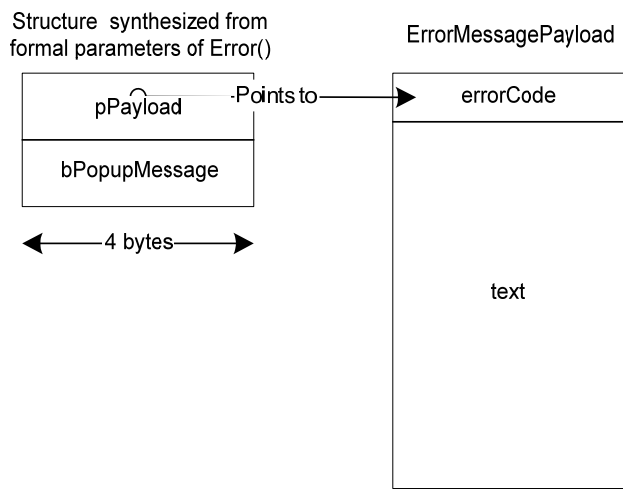 Structure synthesized from
formal parameters of Error()
ErrorMessagePayload
pPayload
Points to
errorCode
bPopupMessage
4 bytes
text